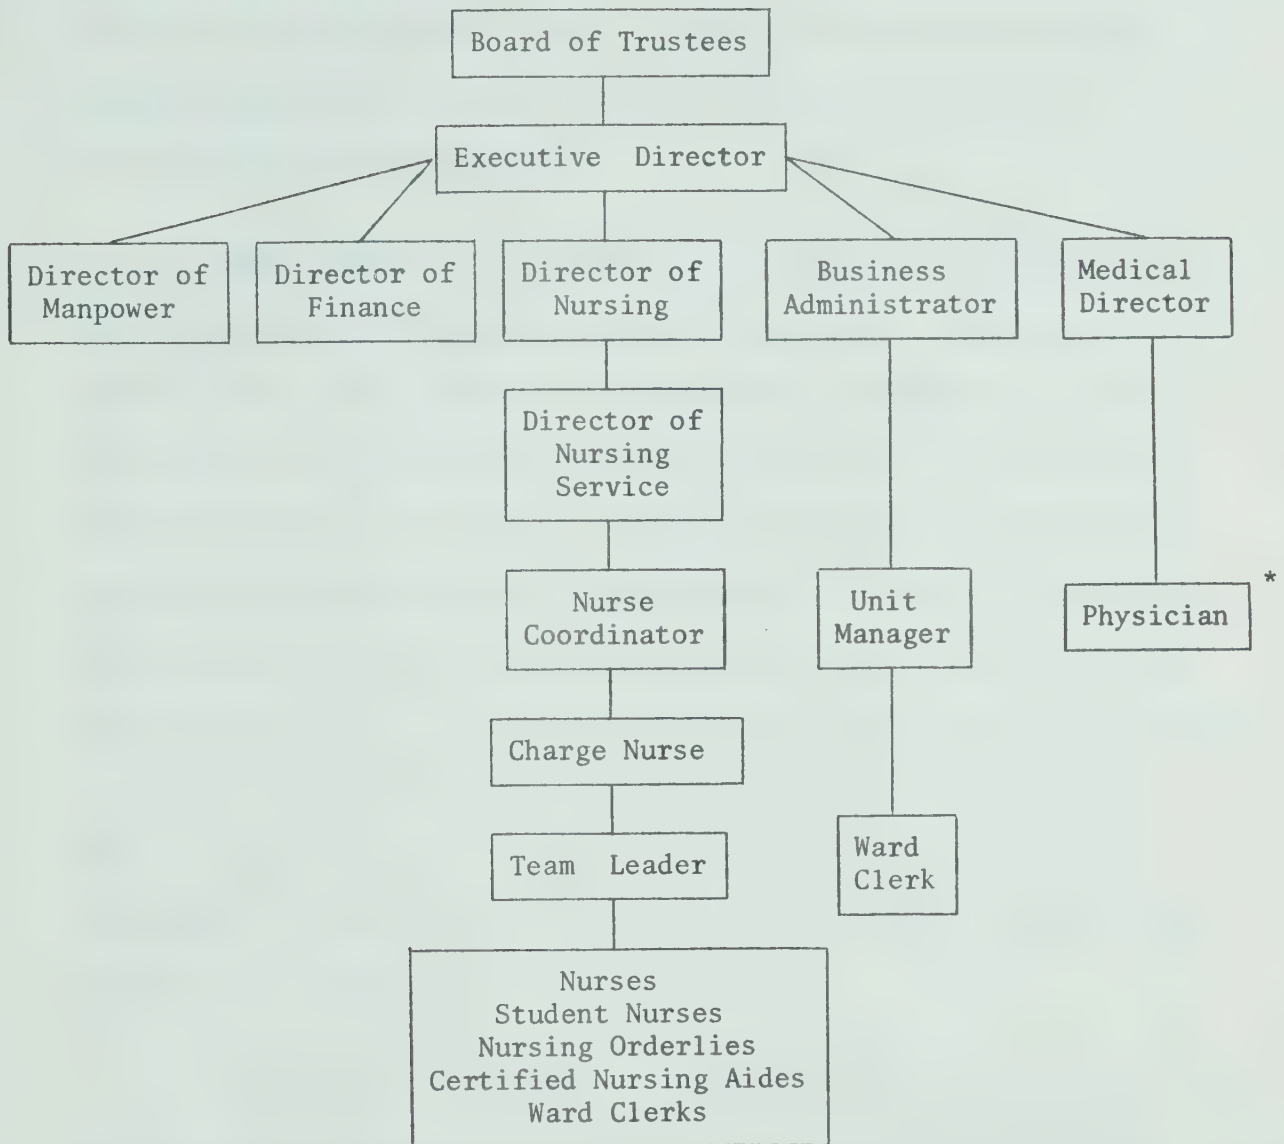 Board of Trustees
Executive Director
Director of
Manpower
Director of
Finance
Director of
Nursing
Business
Administrator
Medical
Director
Director of
Nursing
Service
Nurse
Coordinator
Unit
Manager
Physician
*
Charge Nurse
Team Leader
Ward
Clerk
Nurses
Student Nurses
Nursing Orderlies
Certified Nursing Aides
Ward Clerks